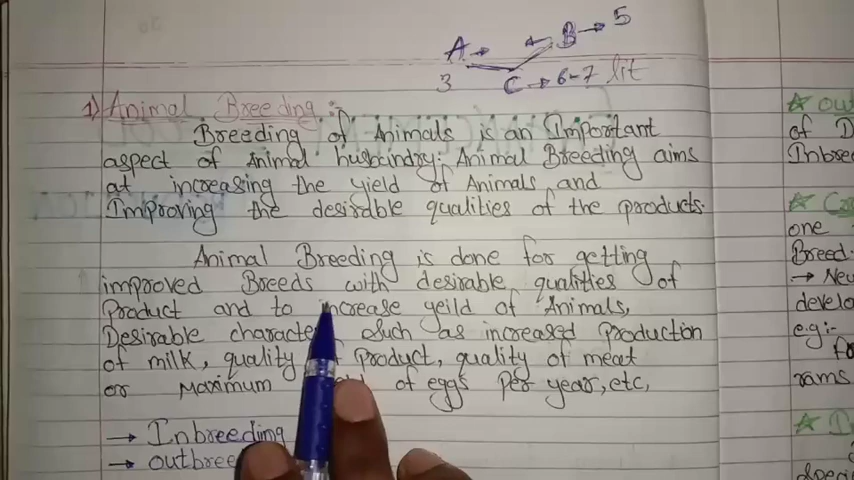 A → ← B → 5
3 C → 6-7 lit
1) Animal Breeding :-
Breeding of Animals is an Important
aspect of Animal husbandry. Animal Breeding aims
at increasing the yield of Animals and
Improving the desirable qualities of the products.
Animal Breeding is done for getting
improved Breeds with desirable qualities of
Product and to increase yeild of Animals,
Desirable characte such as increased production
of milk, quality of Product, quality of meat
or Maximum of eggs per year, etc,
→ Inbreeding
→ outbree
☆ out
of D
Inbree
☆
one
Breed.
→ New
develo
e.g:-
rams
☆ I
speci